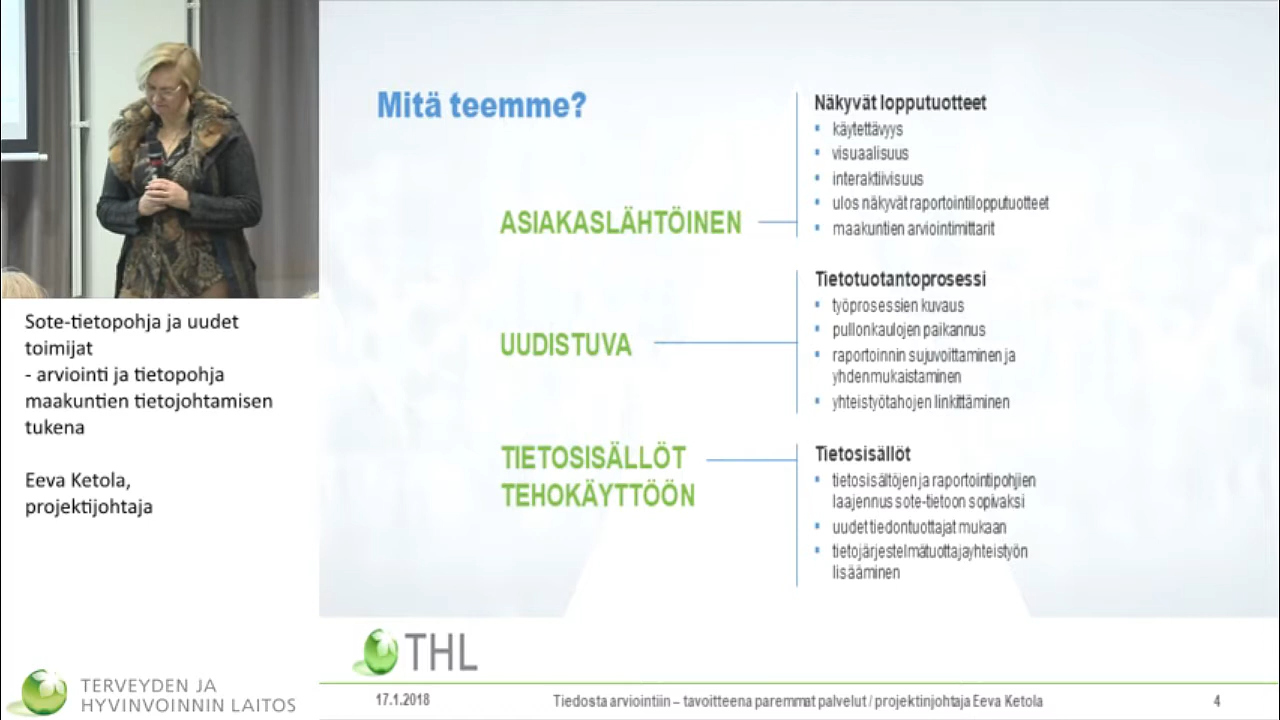 Sote-tietopohja ja uudet
toimijat
- arviointi ja tietopohja
maakuntien tietojohtamisen
tukena
Eeva Ketola,
projektijohtaja
TERVEYDEN JA
HYVINVOINNIN LAITOS
Mitä teemme?
ASIAKASLÄHTÖINEN
Näkyvät lopputuotteet
▪ käytettävyys
▪ visuaalisuus
▪ interaktiivisuus
▪ ulos näkyvät raportointilopputuotteet
▪ maakuntien arviointimittarit
UUDISTUVA
Tietotuotantoprosessi
▪ työprosessien kuvaus
▪ pullonkaulojen paikannus
▪ raportoinnin sujuvoittaminen ja
yhdenmukaistaminen
▪ yhteistyötahojen linkittäminen
TIETOSISÄLLÖT
TEHOKÄYTTÖÖN
Tietosisällöt
▪ tietosisältöjen ja raportointipohjien
laajennus sote-tietoon sopivaksi
▪ uudet tiedontuottajat mukaan
▪ tietojärjestelmätuottajayhteistyön
lisääminen
THL
17.1.2018
Tiedosta arviointiin – tavoitteena paremmat palvelut / projektinjohtaja Eeva Ketola
4